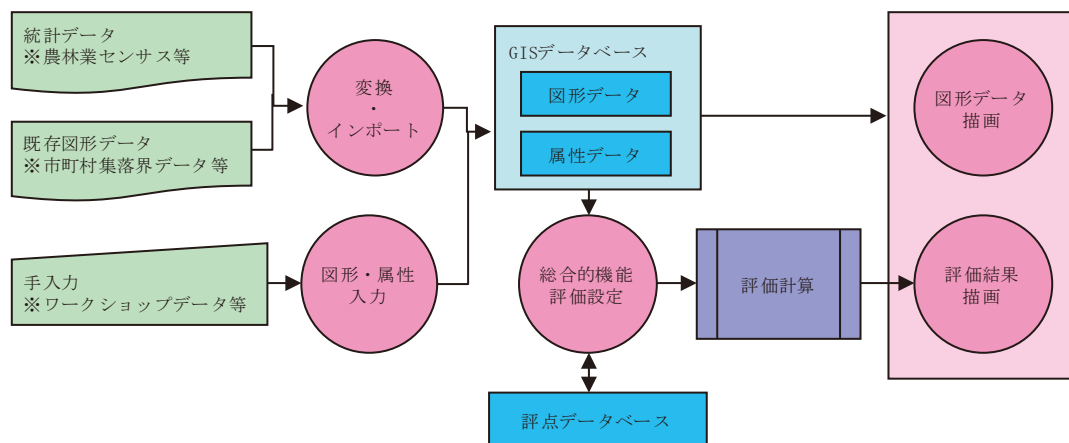 統計データ
※農林業センサス等
既存図形データ
※市町村集落界データ等
手入力
※ワークショップデータ等
変換
・
インポート
図形・属性
入力
GISデータベース
図形データ
属性データ
総合的機能
評価設定
評点データベース
評価計算
図形データ
描画
評価結果
描画